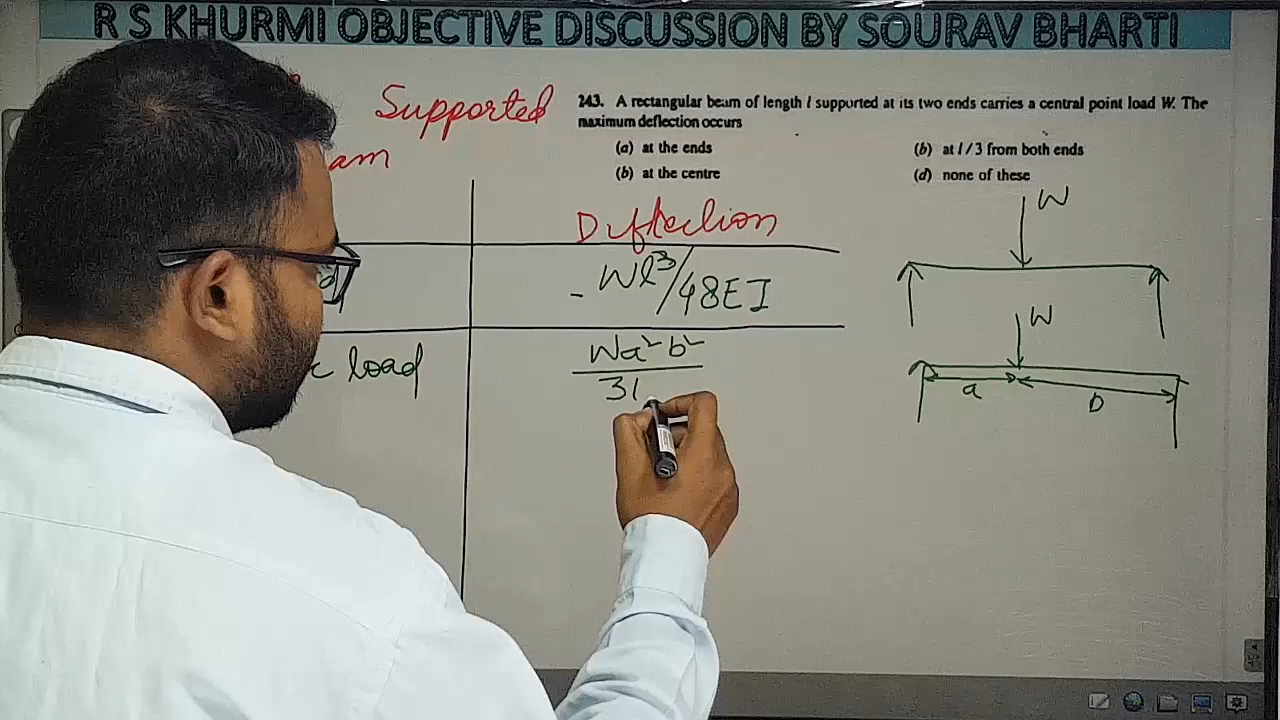 R S KHURMI OBJECTIVE DISCUSSION BY SOURAV BHARTI
Supported
am
243. A rectangular beam of length l supported at its two ends carries a central point load W. The
maximum deflection occurs
(a) at the ends
(b) at l / 3 from both ends
(b) at the centre
(d) none of these
Deflection
- Wl³/48EI
load
Wa²b²
3l
W
W
a
b